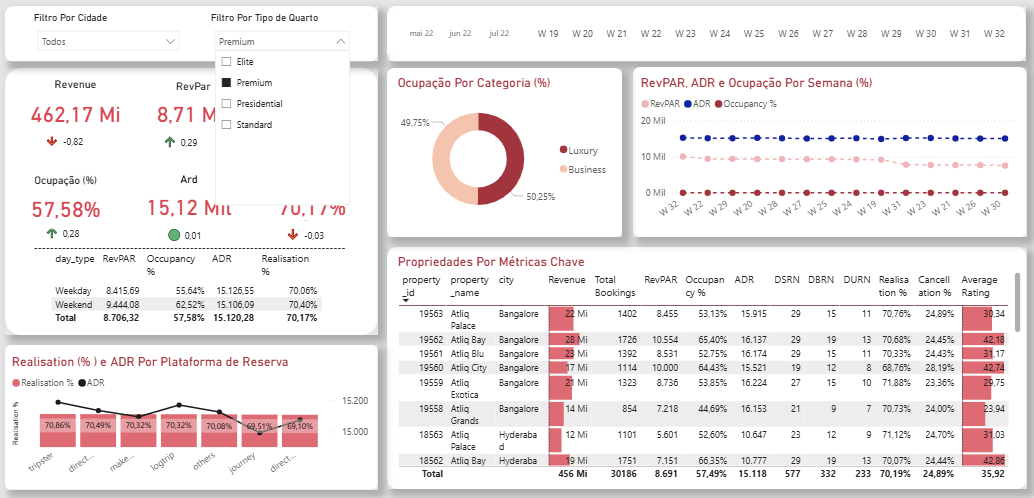 Filtro Por Cidade
Todos
Filtro Por Tipo de Quarto
Premium
Elite
Premium
Presidential
Standard
mai 22 jun 22 jul 22 W 19 W 20 W 21 W 22 W 23 W 24 W 25 W 26 W 27 W 28 W 29 W 30 W 31 W 32
Revenue
462,17 Mi
-0,82
RevPar
8,71 M
0,29
Ocupação (%)
57,58%
0,28
Ard
15,12 Mil
0,01
70,17%
-0,03
day_type RevPAR Occupancy % ADR Realisation %
Weekday 8.415,69 55,64% 15.126,55 70,06%
Weekend 9.444,08 62,52% 15.106,09 70,40%
Total 8.706,32 57,58% 15.120,28 70,17%
Ocupação Por Categoria (%)
49,75%
50,25%
Luxury
Business
RevPAR, ADR e Ocupação Por Semana (%)
RevPAR ADR Occupancy %
20 Mil
10 Mil
0 Mil
W 32 W 22 W 29 W 20 W 28 W 27 W 25 W 24 W 19 W 31 W 23 W 21 W 26 W 30
Realisation (% ) e ADR Por Plataforma de Reserva
Realisation % ADR
Realisation %
15.200
15.000
70,86% 70,49% 70,32% 70,32% 70,08% 69,51% 69,10%
tripster direct... make... logtrip others journey direct...
Propriedades Por Métricas Chave
property_id property_name city Revenue Total Bookings RevPAR Occupancy % ADR DSRN DBRN DURN Realisation % Cancellation % Average Rating
19563 Atliq Palace Bangalore 22 Mi 1402 8.455 53,13% 15.915 29 15 11 70,76% 24,89% 30,34
19562 Atliq Bay Bangalore 28 Mi 1726 10.554 65,40% 16.137 29 19 13 70,68% 24,45% 42,18
19561 Atliq Blu Bangalore 23 Mi 1392 8.531 52,75% 16.174 29 15 11 70,33% 24,43% 31,17
19560 Atliq City Bangalore 17 Mi 1114 10.000 64,43% 15.521 19 12 8 68,76% 28,19% 42,74
19559 Atliq Exotica Bangalore 21 Mi 1323 8.736 53,85% 16.224 27 15 10 71,88% 23,36% 29,75
19558 Atliq Grands Bangalore 14 Mi 854 7.218 44,69% 16.153 21 9 7 70,73% 24,00% 23,94
18563 Atliq Palace Hyderabad 12 Mi 1101 5.601 52,60% 10.647 23 12 9 71,12% 24,70% 31,03
18562 Atliq Bay Hyderabad 19 Mi 1751 7.151 66,35% 10.777 29 19 13 70,07% 24,44% 42,86
Total 456 Mi 30186 8.691 57,49% 15.118 577 332 233 70,19% 24,89% 35,92